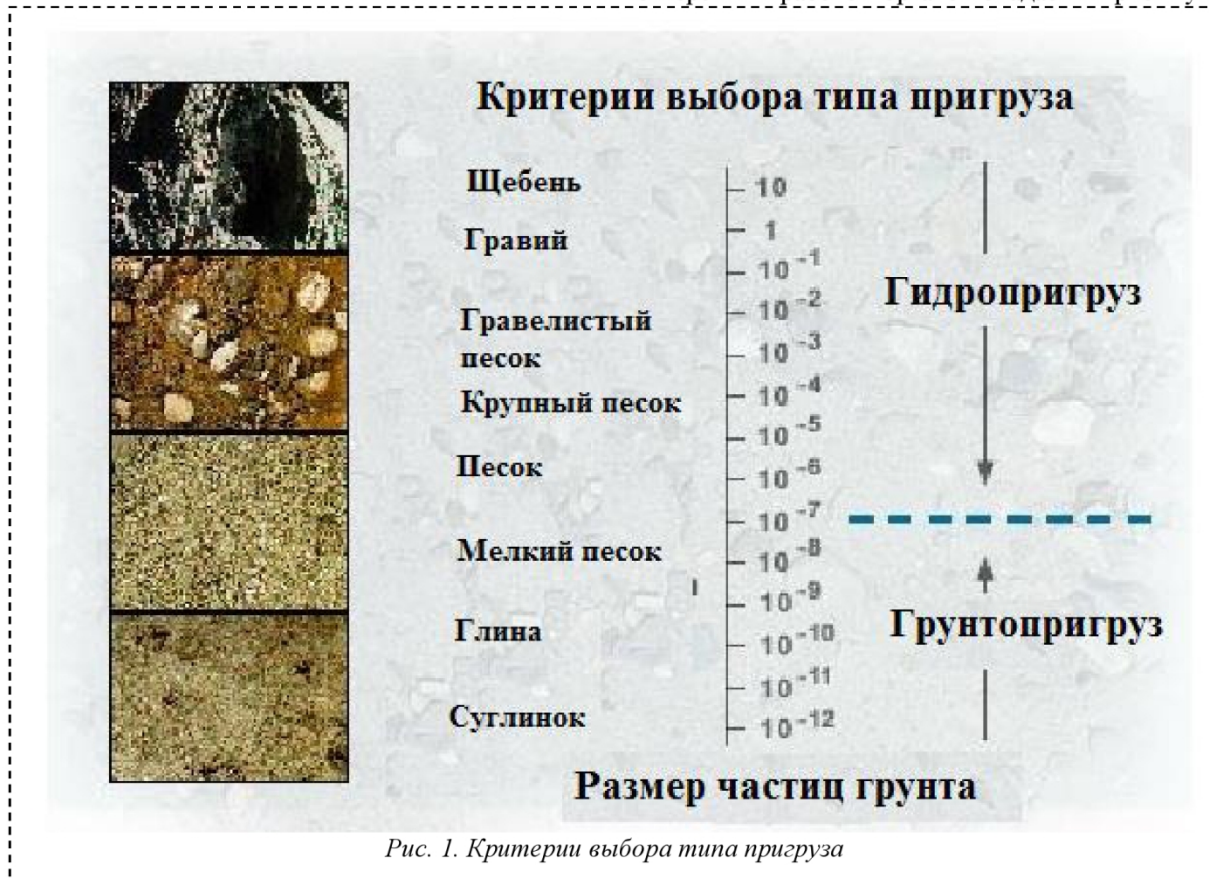 Критерии выбора типа пригруза
Щебень
Гравий
Гравелистый
песок
Крупный песок
Песок
Мелкий песок
Глина
Суглинок
10
1
10⁻¹
10⁻²
10⁻³
10⁻⁴
10⁻⁵
10⁻⁶
10⁻⁷
10⁻⁸
10⁻⁹
10⁻¹⁰
10⁻¹¹
10⁻¹²
Гидропригруз
Грунтопригруз
Размер частиц грунта
Рис. 1. Критерии выбора типа пригруза